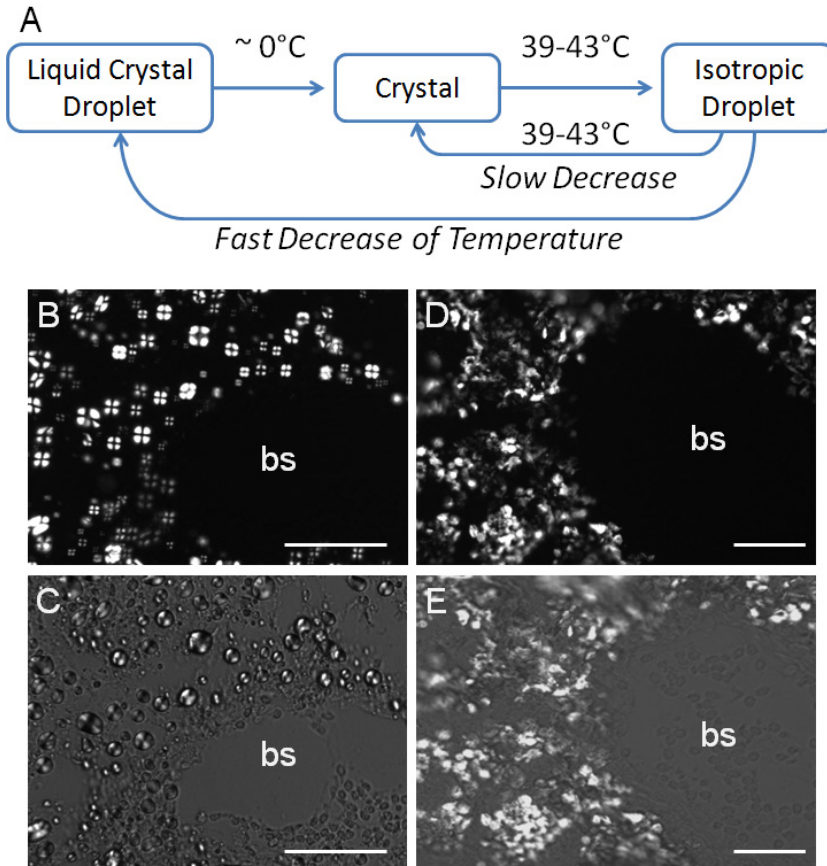 A
Liquid Crystal
Droplet
~ 0°C
Crystal
39-43°C
Isotropic
Droplet
39-43°C
Slow Decrease
Fast Decrease of Temperature
B
bs
D
bs
C
bs
E
bs